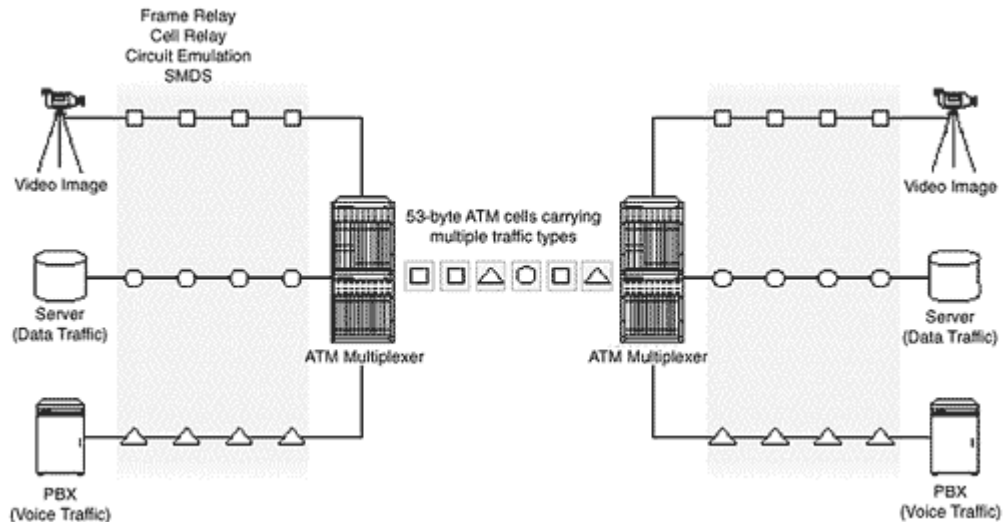 Frame Relay
Cell Relay
Circuit Emulation
SMDS
Video Image
Video Image
53-byte ATM cells carrying
multiple traffic types
Server
(Data Traffic)
ATM Multiplexer
ATM Multiplexer
Server
(Data Traffic)
PBX
(Voice Traffic)
PBX
(Voice Traffic)